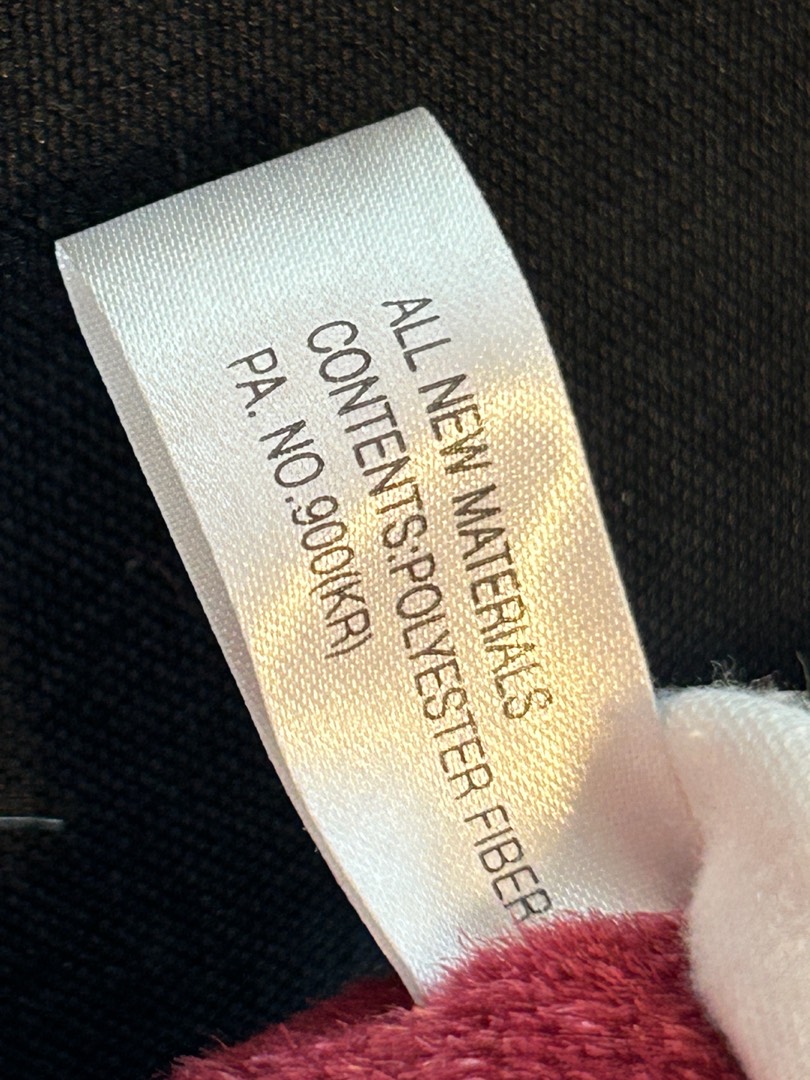 ALL NEW MATERIALS
CONTENTS:POLYESTER FIBER
PA. NO.900(KR)